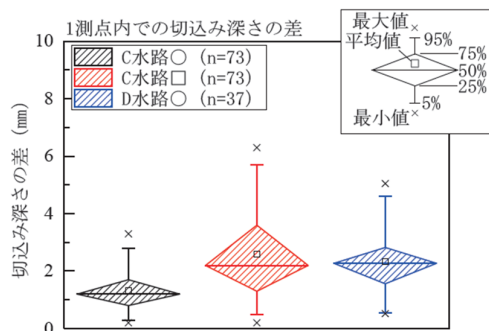 1測点内での切込み深さの差
C水路○ (n=73)
C水路□ (n=73)
D水路○ (n=37)
最大値
平均値
95%
75%
50%
25%
5%
最小値
切込み深さの差 (mm)
10
8
6
4
2
0